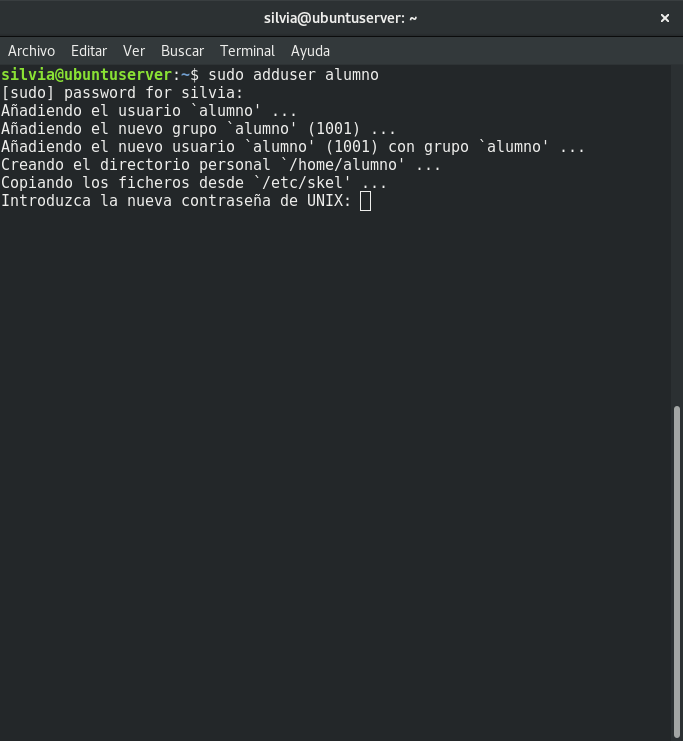 silvia@ubuntuserver: ~
Archivo Editar Ver Buscar Terminal Ayuda
silvia@ubuntuserver:~$ sudo adduser alumno
[sudo] password for silvia:
Añadiendo el usuario `alumno' ...
Añadiendo el nuevo grupo `alumno' (1001) ...
Añadiendo el nuevo usuario `alumno' (1001) con grupo `alumno' ...
Creando el directorio personal `/home/alumno' ...
Copiando los ficheros desde `/etc/skel' ...
Introduzca la nueva contraseña de UNIX: